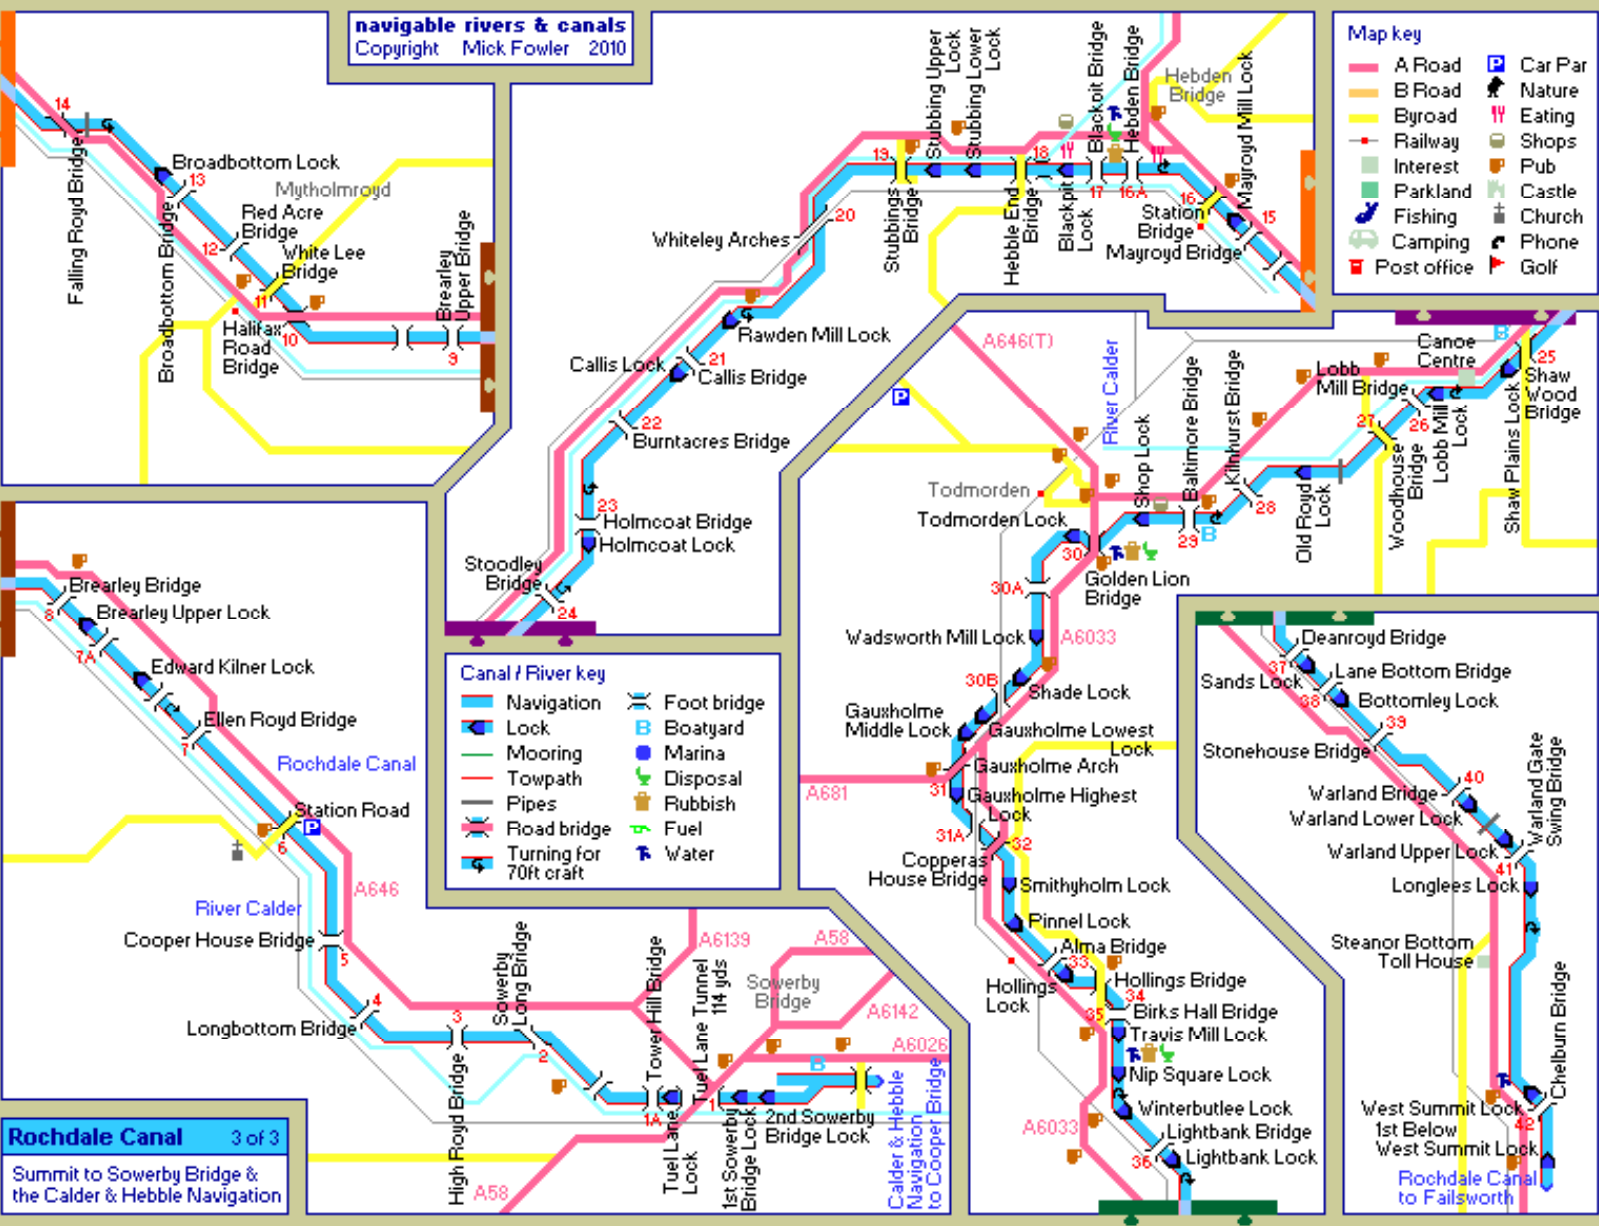 navigable rivers & canals
Copyright Mick Fowler 2010
14
Falling Royd Bridge
Broadbottom Lock
13
Mytholmroyd
Broadbottom Bridge
Red Acre
Bridge
12
White Lee
Bridge
11
Halifax
Road
Bridge
10
Brearley
Upper Bridge
9
Stubbing Upper
Lock
Stubbing Lower
Lock
Blackpit Bridge
Hebden Bridge
Hebden
Bridge
Mayroyd Mill Lock
19
18
17
16A
16
15
Stubbings
Bridge
Hebble End
Bridge
Blackpit
Lock
Station
Bridge
Mayroyd Bridge
20
Whiteley Arches
Rawden Mill Lock
Callis Lock
21
Callis Bridge
22
Burntacres Bridge
23
Holmcoat Bridge
Holmcoat Lock
Stoodley
Bridge
24
Map key
A Road
B Road
Byroad
Railway
Interest
Parkland
Fishing
Camping
Post office
P
Car Par
Nature
Eating
Shops
Pub
Castle
Church
Phone
Golf
A646(T)
River Calder
P
Todmorden
Todmorden Lock
Shop Lock
Baltimore Bridge
Kilnhurst Bridge
Lobb
Mill Bridge
Canoe
Centre
B
25
Shaw
Wood
Bridge
27
26
Woodhouse
Bridge
Lobb Mill
Lock
Shaw Plains Lock
28
Old Royd
Lock
29
B
30
Golden Lion
Bridge
30A
Wadsworth Mill Lock
A6033
30B
Shade Lock
Gauxholme
Middle Lock
Gauxholme Lowest
Lock
Gauxholme Arch
A681
31
Gauxholme Highest
Lock
31A
32
Copperas
House Bridge
Smithyholm Lock
Pinnel Lock
Alma Bridge
33
Hollings
Lock
Hollings Bridge
34
35
Birks Hall Bridge
Travis Mill Lock
Nip Square Lock
Winterbutlee Lock
A6033
Lightbank Bridge
36
Lightbank Lock
Deanroyd Bridge
37
Sands Lock
Lane Bottom Bridge
38
Bottomley Lock
39
Stonehouse Bridge
40
Warland Bridge
Warland Lower Lock
Warland Gate
Swing Bridge
Warland Upper Lock
41
Longlees Lock
Steanor Bottom
Toll House
Chelburn Bridge
West Summit Lock
1st Below
West Summit Lock
42
Rochdale Canal
to Failsworth
Canal / River key
Navigation
Lock
Mooring
Towpath
Pipes
Road bridge
Turning for
70ft craft
Foot bridge
B
Boatyard
Marina
Disposal
Rubbish
Fuel
Water
Brearley Bridge
8
Brearley Upper Lock
7A
Edward Kilner Lock
Ellen Royd Bridge
7
Rochdale Canal
Station Road
P
6
A646
River Calder
Cooper House Bridge
5
4
Longbottom Bridge
3
High Royd Bridge
Sowerby
Long Bridge
2
Tower Hill Bridge
1A
Tuel Lane
Lock
Tuel Lane Tunnel
114 yds
A6139
A58
Sowerby
Bridge
A6142
A6026
B
1
1st Sowerby
Bridge Lock
2nd Sowerby
Bridge Lock
Calder & Hebble
Navigation
to Cooper Bridge
A58
Rochdale Canal 3 of 3
Summit to Sowerby Bridge &
the Calder & Hebble Navigation